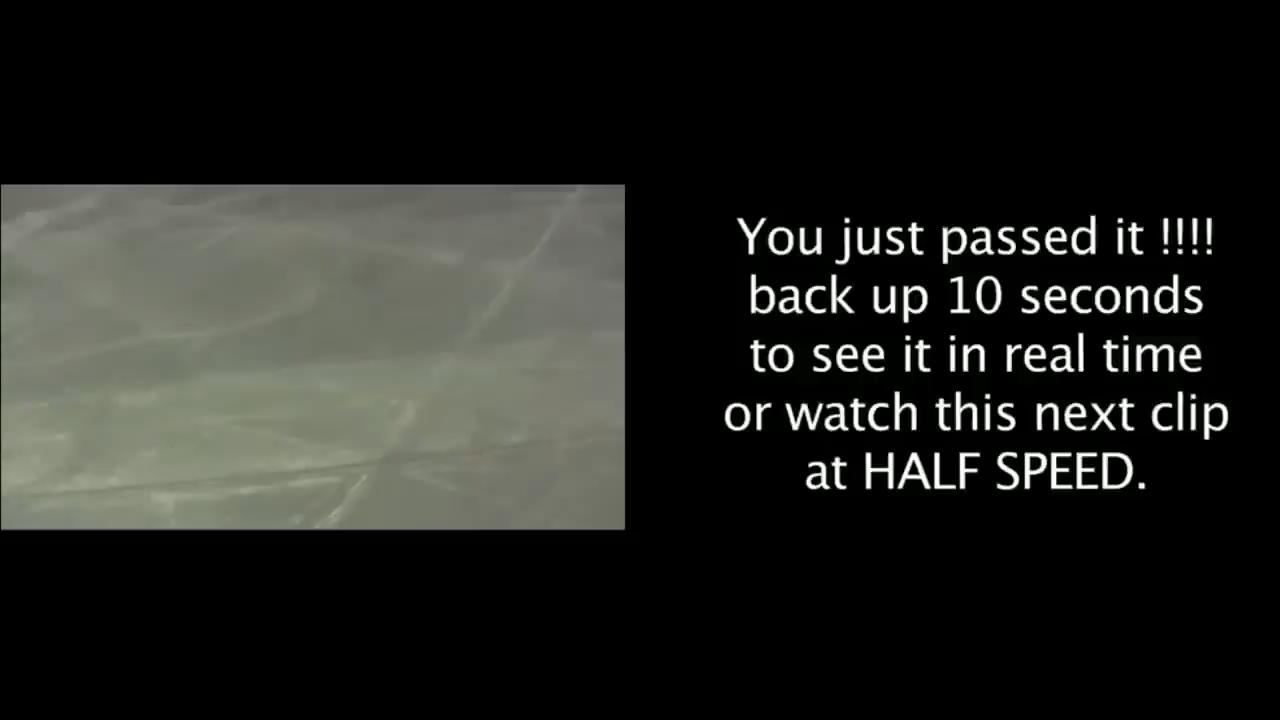 You just passed it !!!!
back up 10 seconds
to see it in real time
or watch this next clip
at HALF SPEED.